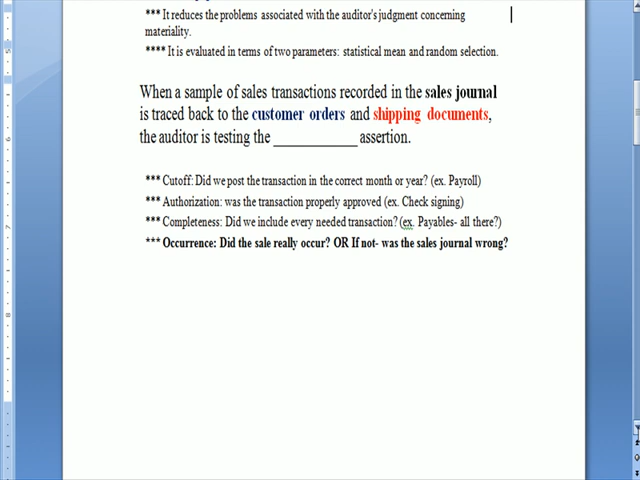 *** It reduces the problems associated with the auditor's judgment concerning
materiality.
**** It is evaluated in terms of two parameters: statistical mean and random selection.
When a sample of sales transactions recorded in the sales journal
is traced back to the customer orders and shipping documents,
the auditor is testing the ____________ assertion.
*** Cutoff: Did we post the transaction in the correct month or year? (ex. Payroll)
*** Authorization: was the transaction properly approved (ex. Check signing)
*** Completeness: Did we include every needed transaction? (ex. Payables- all there?)
*** Occurrence: Did the sale really occur? OR If not- was the sales journal wrong?